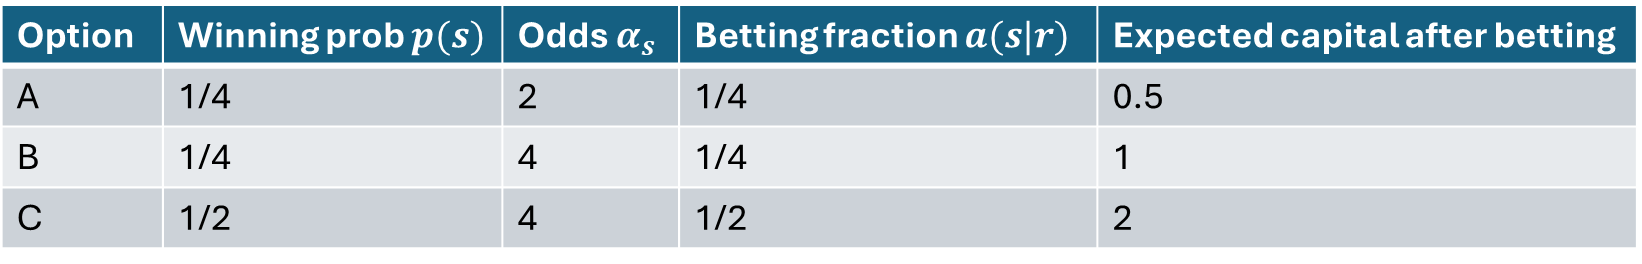 Option Winning prob p(s) Odds αₛ Betting fraction a(s|r) Expected capital after betting
A 1/4 2 1/4 0.5
B 1/4 4 1/4 1
C 1/2 4 1/2 2